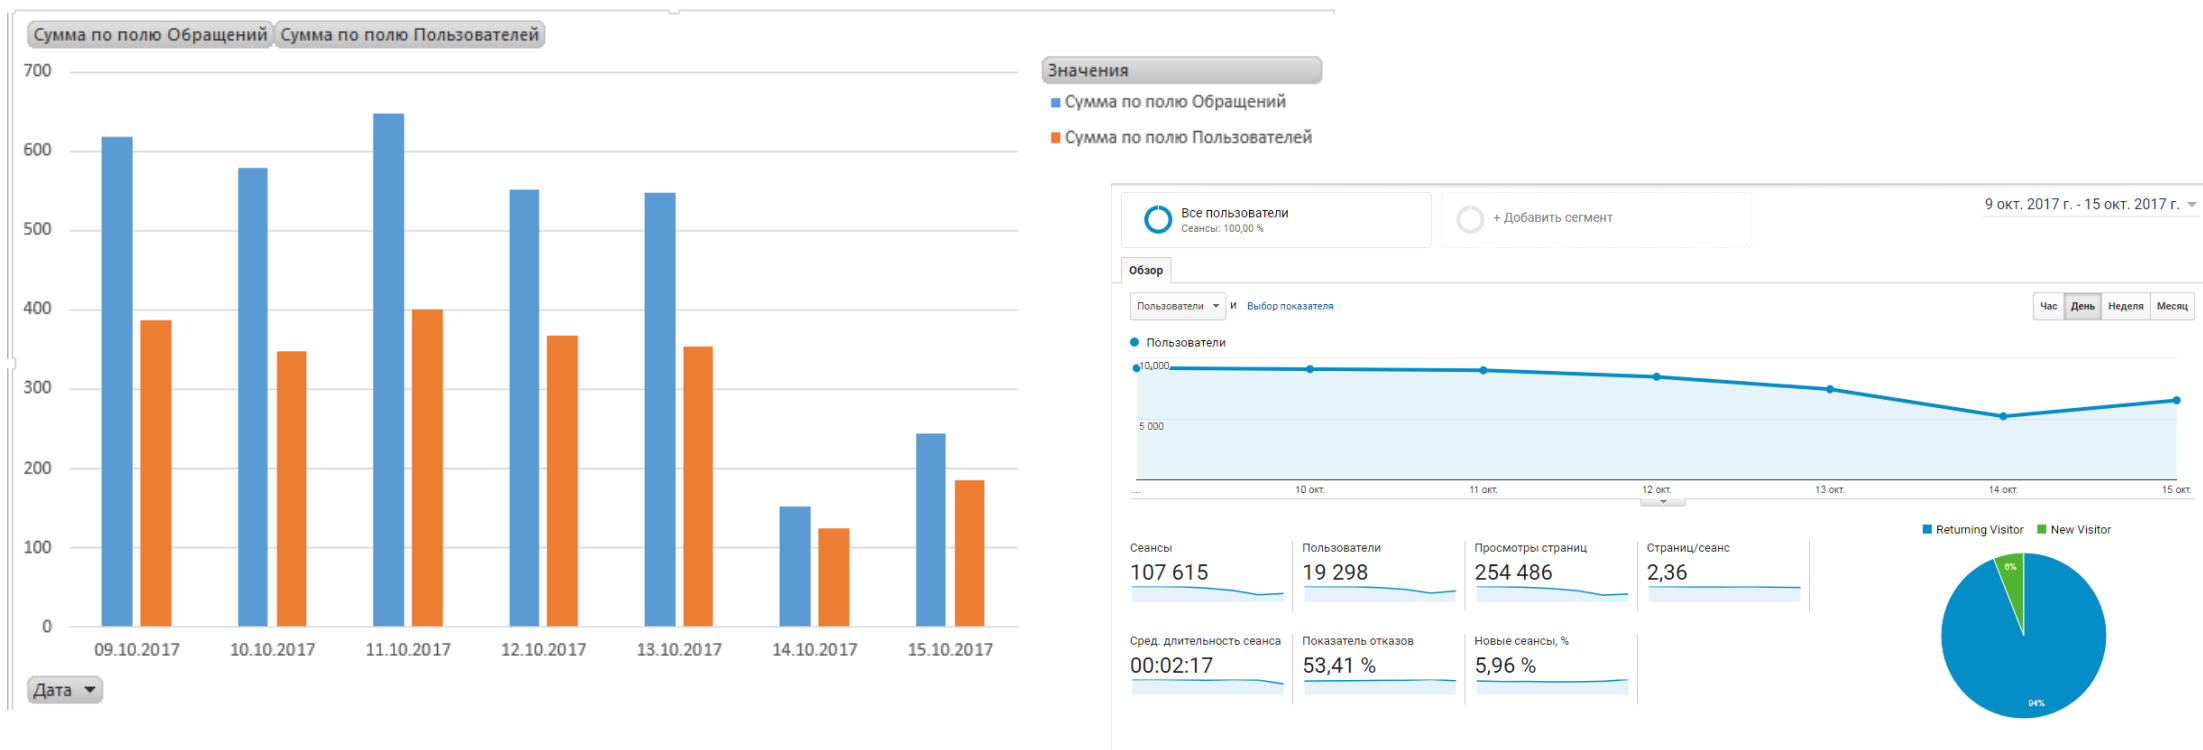 Сумма по полю Обращений Сумма по полю Пользователей
700
600
500
400
300
200
100
0
09.10.2017 10.10.2017 11.10.2017 12.10.2017 13.10.2017 14.10.2017 15.10.2017
Дата
Значения
Сумма по полю Обращений
Сумма по полю Пользователей
Все пользователи
Сеансы: 100,00 %
+ Добавить сегмент
9 окт. 2017 г. - 15 окт. 2017 г.
Обзор
Пользователи и Выбор показателя
Час День Неделя Месяц
Пользователи
10,000
5 000
... 10 окт. 11 окт. 12 окт. 13 окт. 14 окт. 15 окт.
Returning Visitor New Visitor
Сеансы Пользователи Просмотры страниц Страниц/сеанс
107 615 19 298 254 486 2,36
Сред. длительность сеанса Показатель отказов Новые сеансы, %
00:02:17 53,41 % 5,96 %
6%
94%